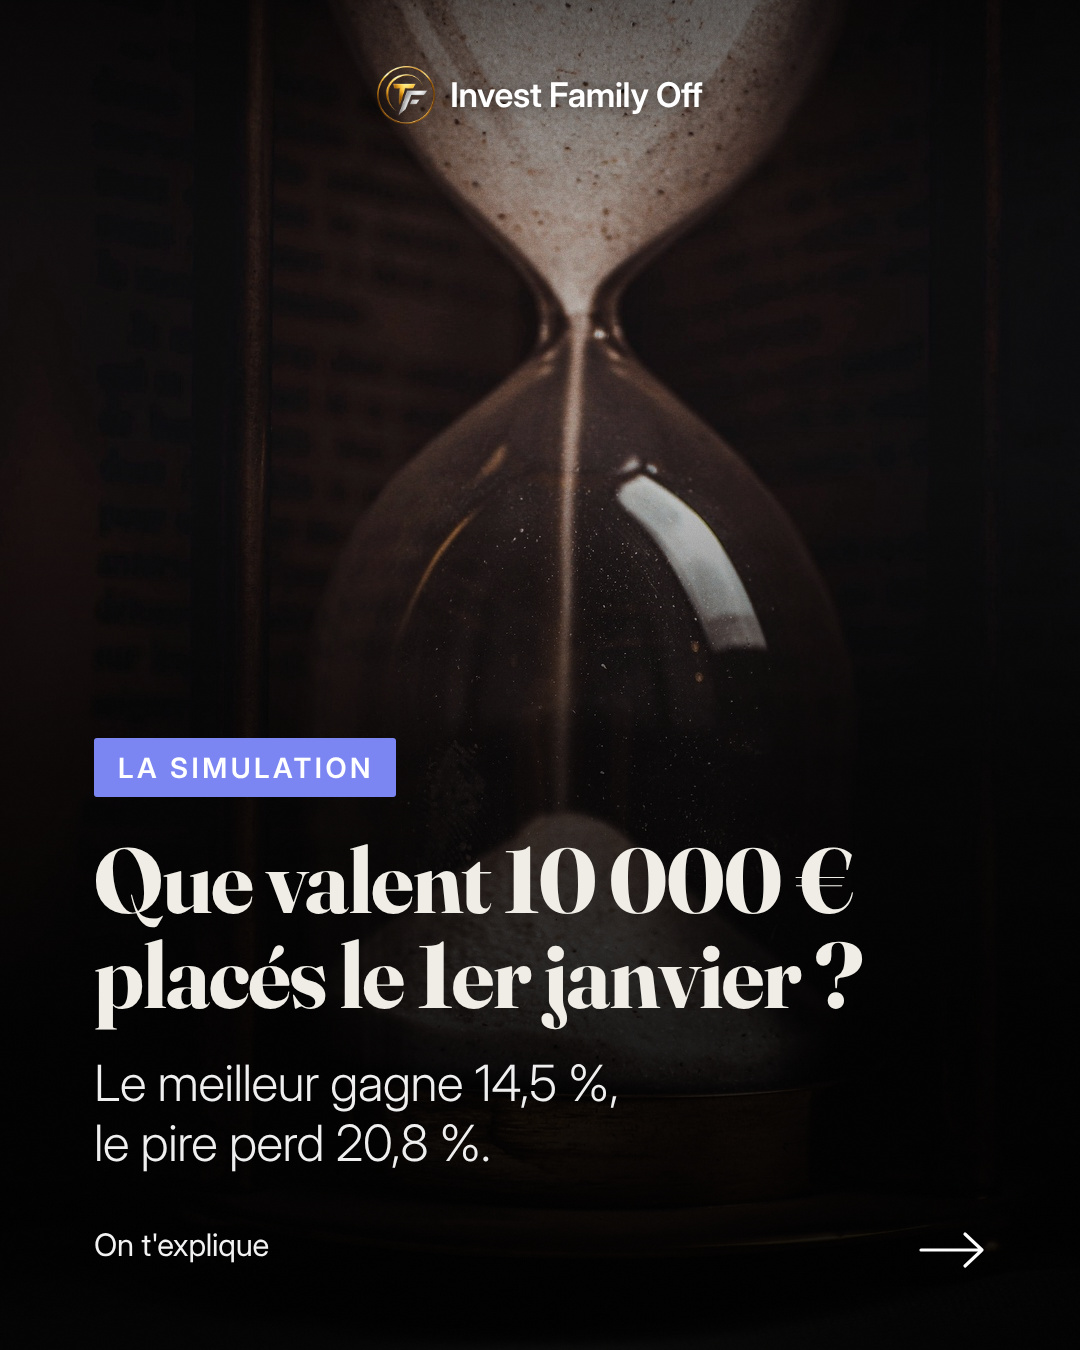 TF Invest Family Off
LA SIMULATION
Que valent 10 000 €
placés le 1er janvier ?
Le meilleur gagne 14,5 %,
le pire perd 20,8 %.
On t'explique